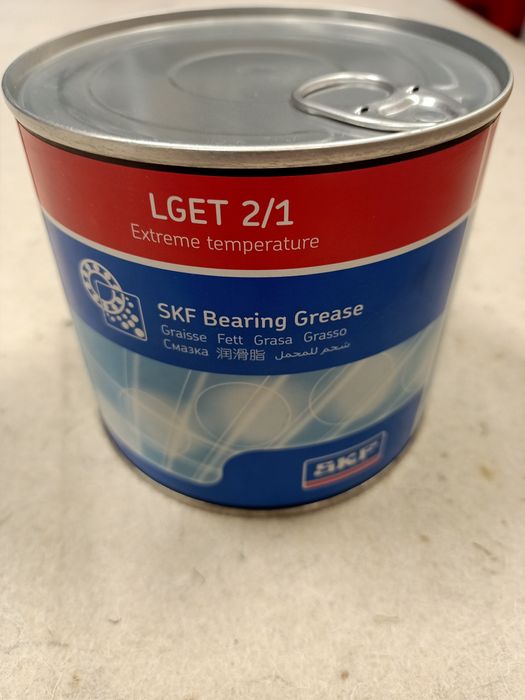 LGET 2/1
Extreme temperature
SKF Bearing Grease
Graisse Fett Grasa Grasso
Смазка 润滑脂 شحم للمحمل
SKF